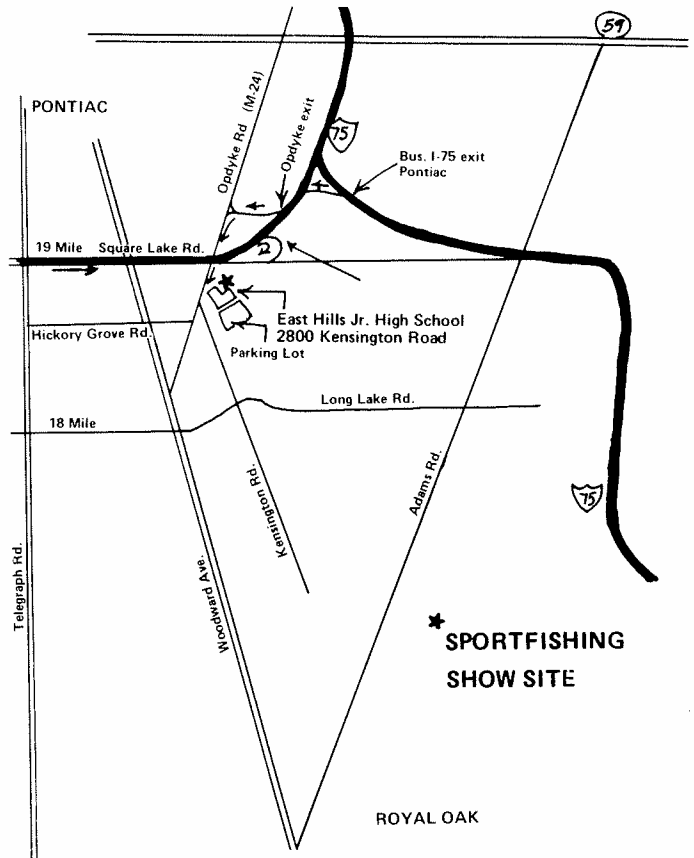 59
PONTIAC
Opdyke Rd (M-24)
Opdyke exit
75
Bus. I-75 exit
Pontiac
19 Mile Square Lake Rd.
East Hills Jr. High School
2800 Kensington Road
Hickory Grove Rd.
Parking Lot
Long Lake Rd.
18 Mile
Kensington Rd.
Adams Rd.
75
Telegraph Rd.
Woodward Ave.
SPORTFISHING
SHOW SITE
ROYAL OAK